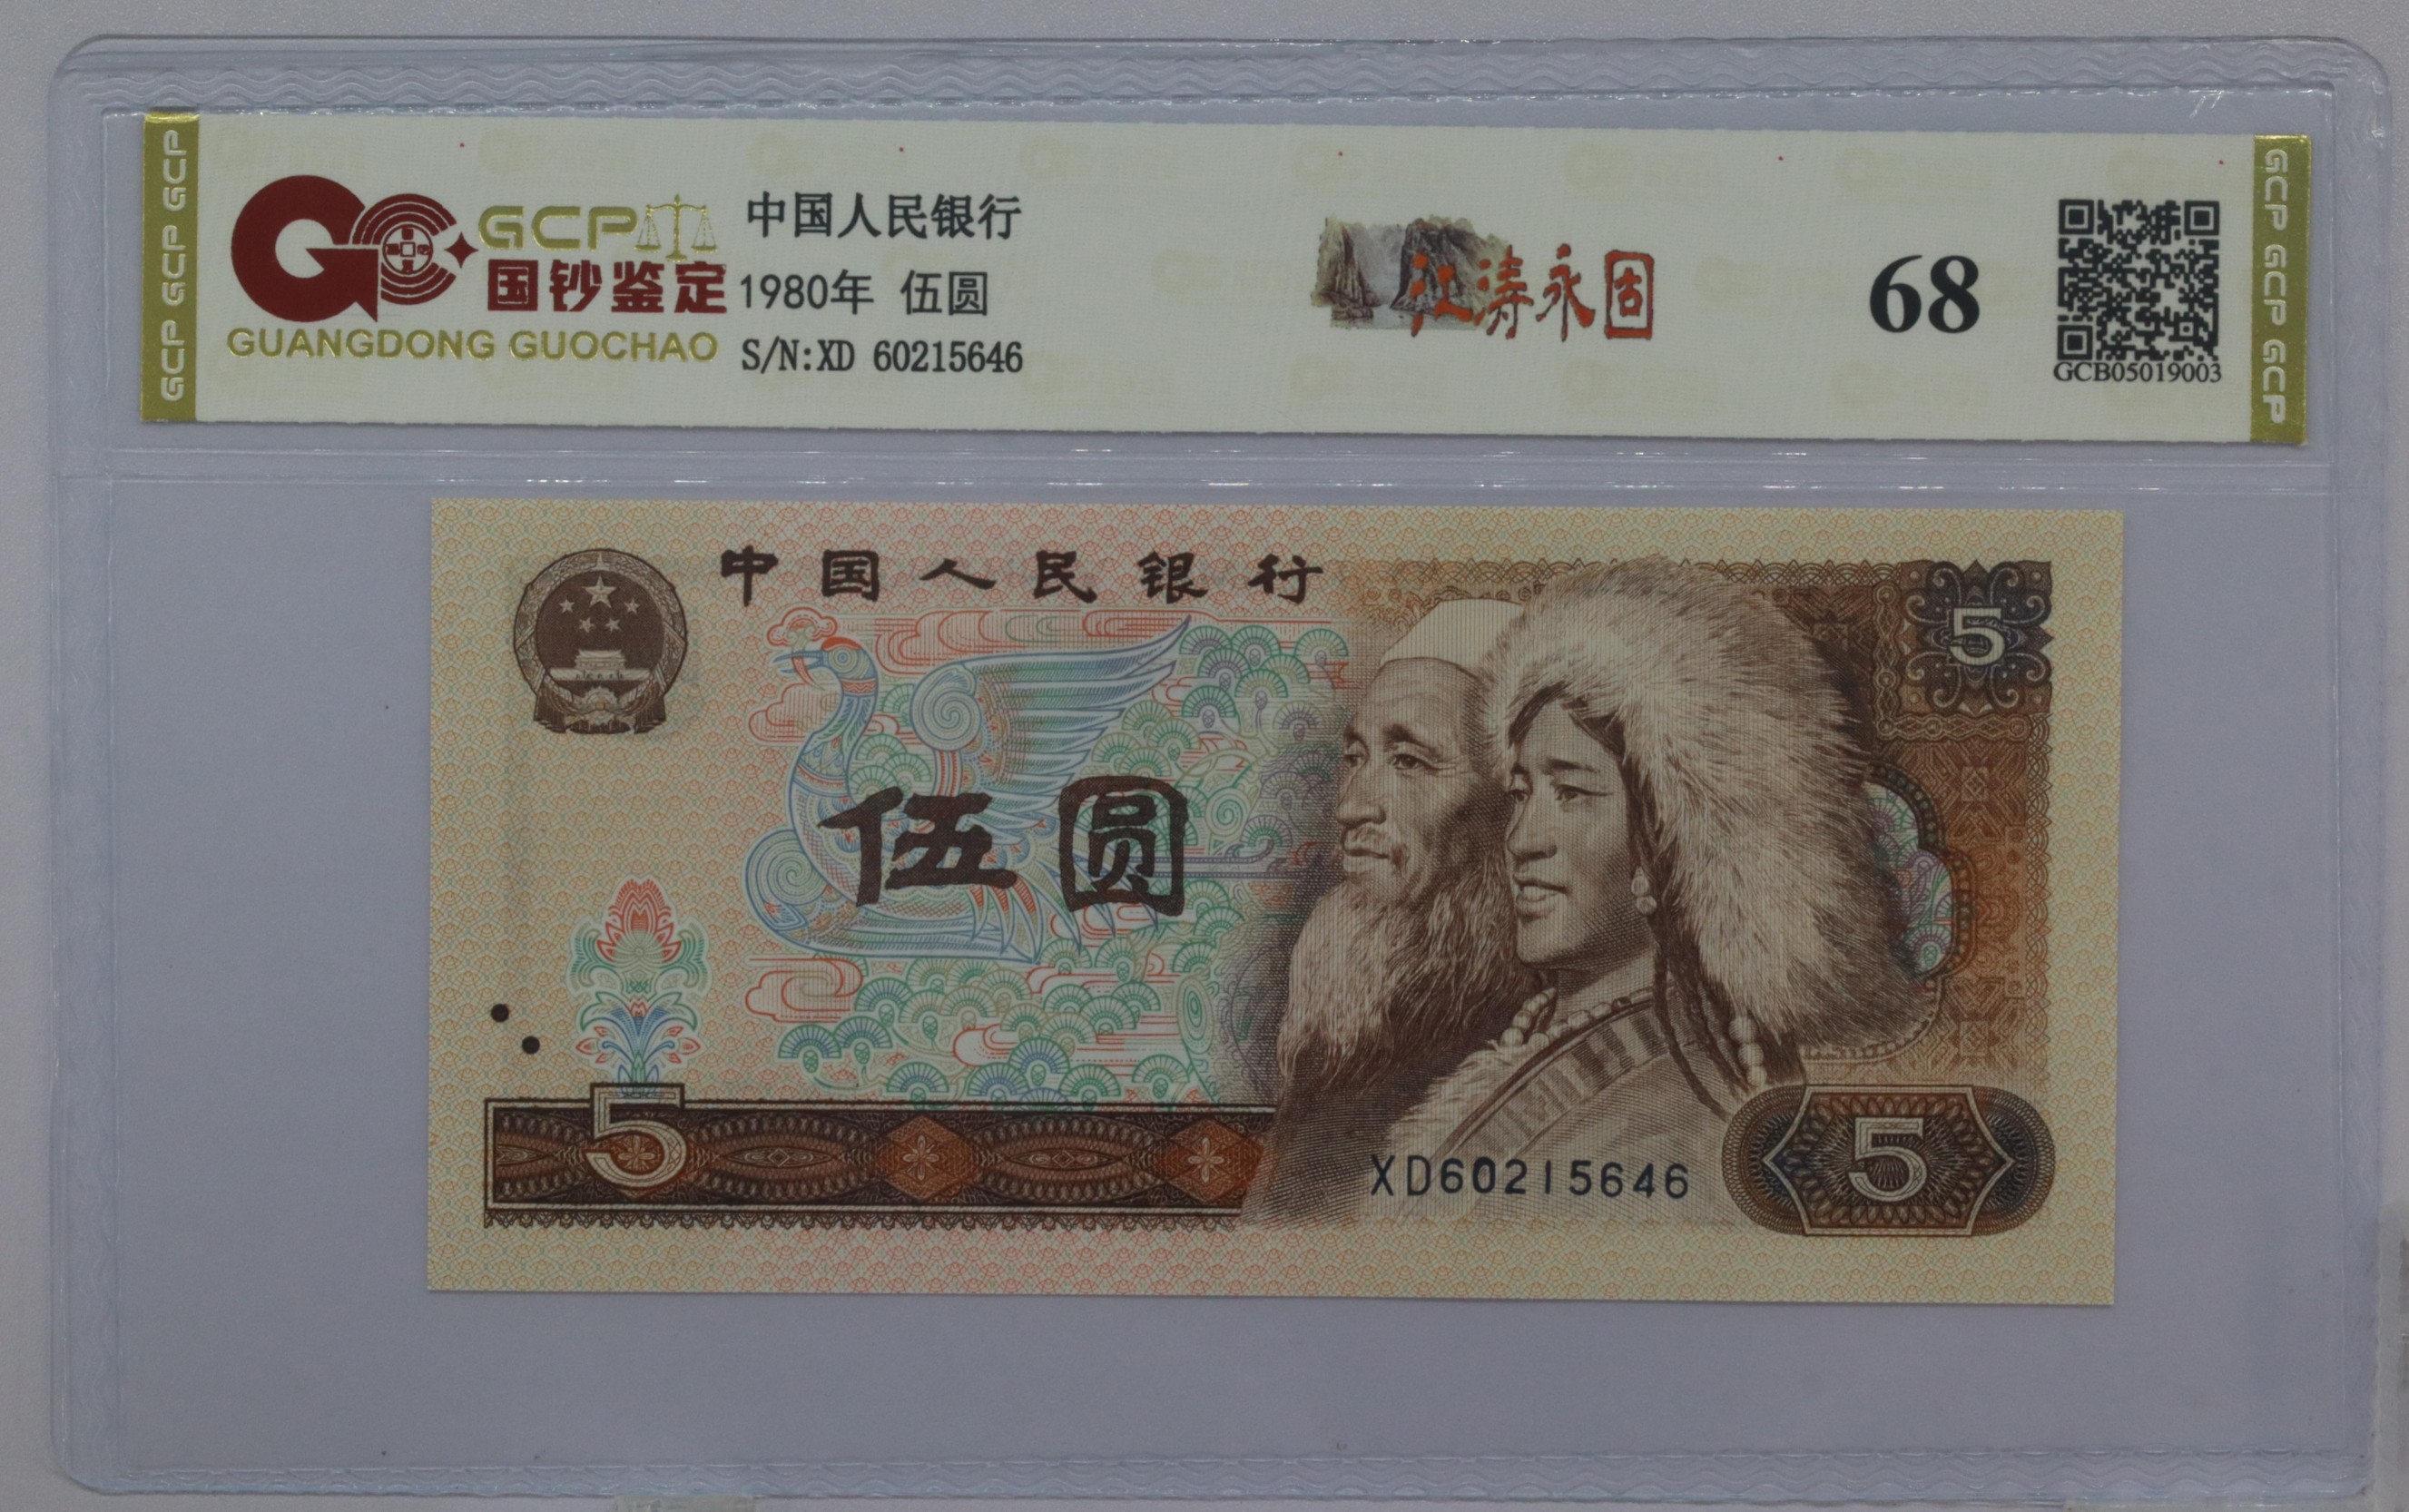 GCP GCP GCP
GCP
国钞鉴定
GUANGDONG GUOCHAO
中国人民银行
1980年 伍圆
S/N:XD 60215646
江涛永固
68
GCB05019003
GCP GCP GCP
中国人民银行
5
伍圆
5
XD60215646
5